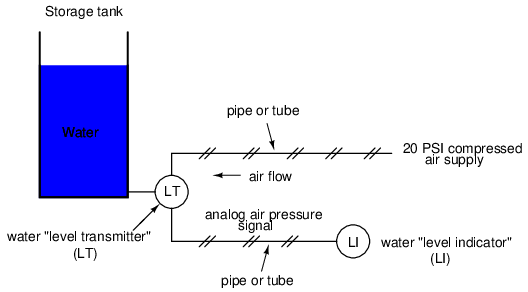 Storage tank
Water
pipe or tube
20 PSI compressed
air supply
air flow
LT
analog air pressure
signal
water "level transmitter"
(LT)
LI
water "level indicator"
(LI)
pipe or tube